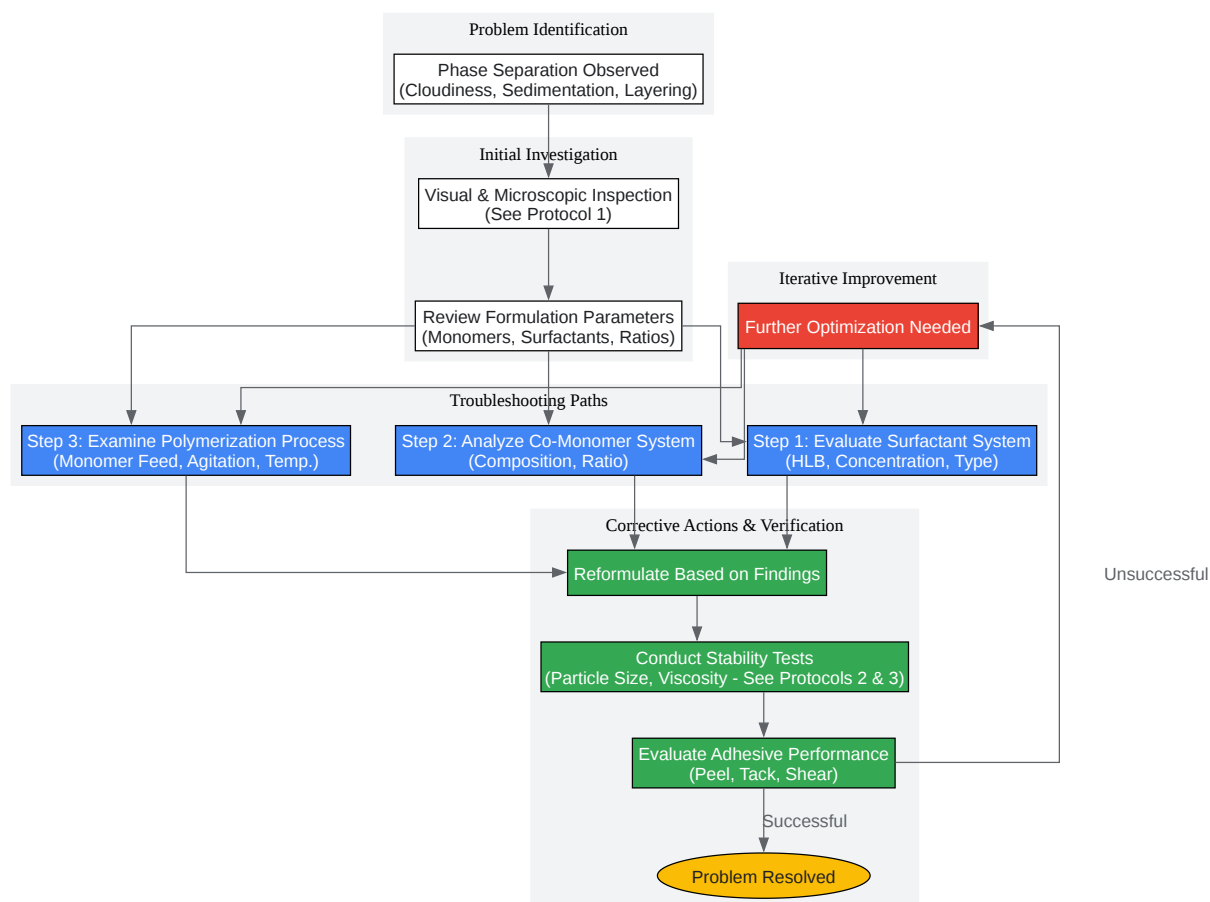 Problem Identification
Phase Separation Observed
(Cloudiness, Sedimentation, Layering)
Initial Investigation
Visual & Microscopic Inspection
(See Protocol 1)
Iterative Improvement
Review Formulation Parameters
(Monomers, Surfactants, Ratios)
Further Optimization Needed
Troubleshooting Paths
Step 3: Examine Polymerization Process
(Monomer Feed, Agitation, Temp.)
Step 2: Analyze Co-Monomer System
(Composition, Ratio)
Step 1: Evaluate Surfactant System
(HLB, Concentration, Type)
Corrective Actions & Verification
Reformulate Based on Findings
Unsuccessful
Conduct Stability Tests
(Particle Size, Viscosity - See Protocols 2 & 3)
Evaluate Adhesive Performance
(Peel, Tack, Shear)
Successful
Problem Resolved